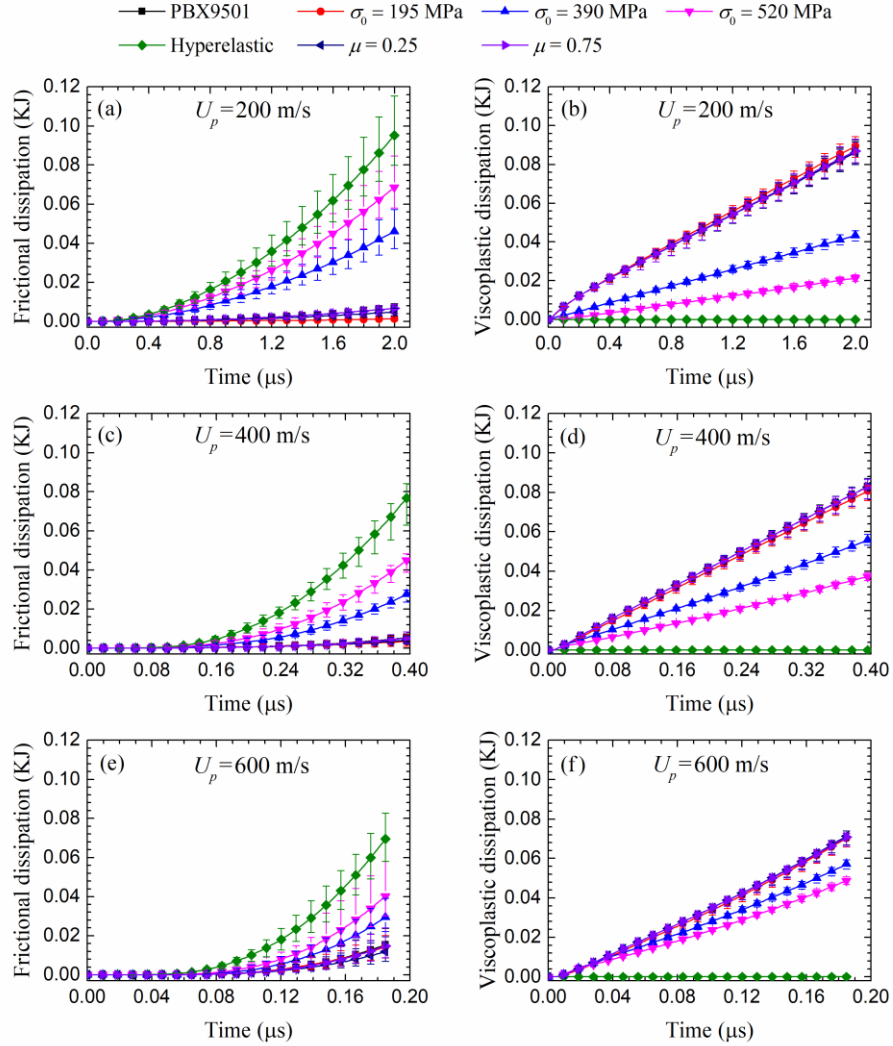 PBX9501 σ₀ = 195 MPa σ₀ = 390 MPa σ₀ = 520 MPa
Hyperelastic μ = 0.25 μ = 0.75
(a) U_p=200 m/s
Frictional dissipation (KJ)
0.12
0.10
0.08
0.06
0.04
0.02
0.00
0.0 0.4 0.8 1.2 1.6 2.0
Time (μs)
(b) U_p=200 m/s
Viscoplastic dissipation (KJ)
0.12
0.10
0.08
0.06
0.04
0.02
0.00
0.0 0.4 0.8 1.2 1.6 2.0
Time (μs)
(c) U_p=400 m/s
Frictional dissipation (KJ)
0.12
0.10
0.08
0.06
0.04
0.02
0.00
0.00 0.08 0.16 0.24 0.32 0.40
Time (μs)
(d) U_p=400 m/s
Viscoplastic dissipation (KJ)
0.12
0.10
0.08
0.06
0.04
0.02
0.00
0.00 0.08 0.16 0.24 0.32 0.40
Time (μs)
(e) U_p=600 m/s
Frictional dissipation (KJ)
0.12
0.10
0.08
0.06
0.04
0.02
0.00
0.00 0.04 0.08 0.12 0.16 0.20
Time (μs)
(f) U_p=600 m/s
Viscoplastic dissipation (KJ)
0.12
0.10
0.08
0.06
0.04
0.02
0.00
0.00 0.04 0.08 0.12 0.16 0.20
Time (μs)